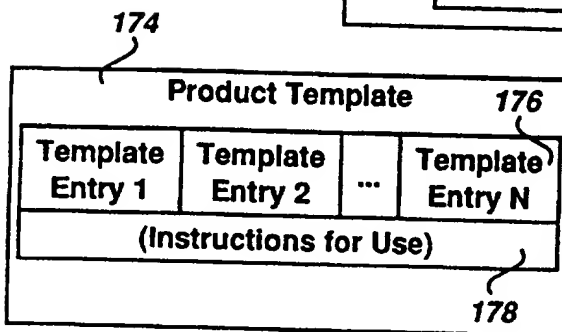 174
Product Template
176
Template Template ... Template
Entry 1 Entry 2 Entry N
(Instructions for Use)
178